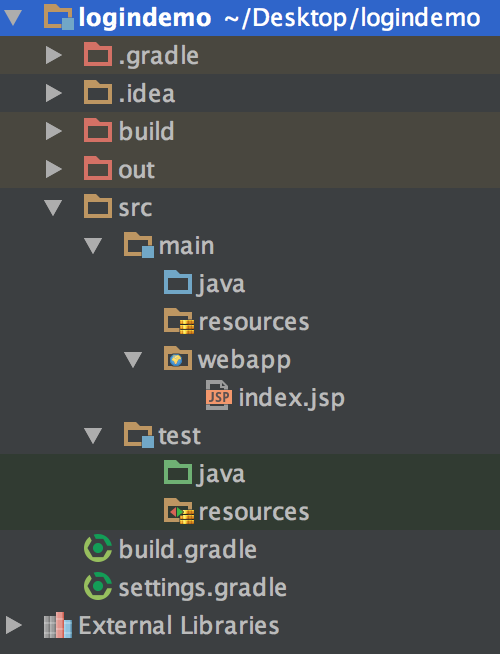 logindemo ~/Desktop/logindemo
.gradle
.idea
build
out
src
main
java
resources
webapp
JSP index.jsp
test
java
resources
build.gradle
settings.gradle
External Libraries